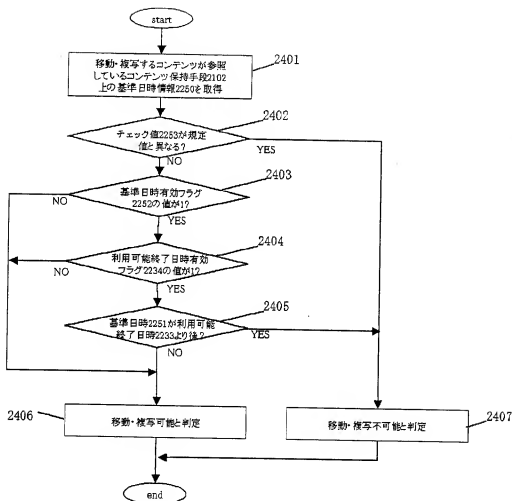 start
移動・複写するコンテンツが参照
しているコンテンツ保持手段2102
上の基準日時情報2250を取得
2401
2402
チェック値2253が規定
値と異なる?
YES
NO
2403
基準日時有効フラグ
2252の値が1?
NO
YES
2404
利用可能終了日時有効
フラグ2234の値が1?
NO
YES
2405
基準日時2251が利用可能
終了日時2233より後?
YES
NO
2406
移動・複写可能と判定
移動・複写不可能と判定
2407
end